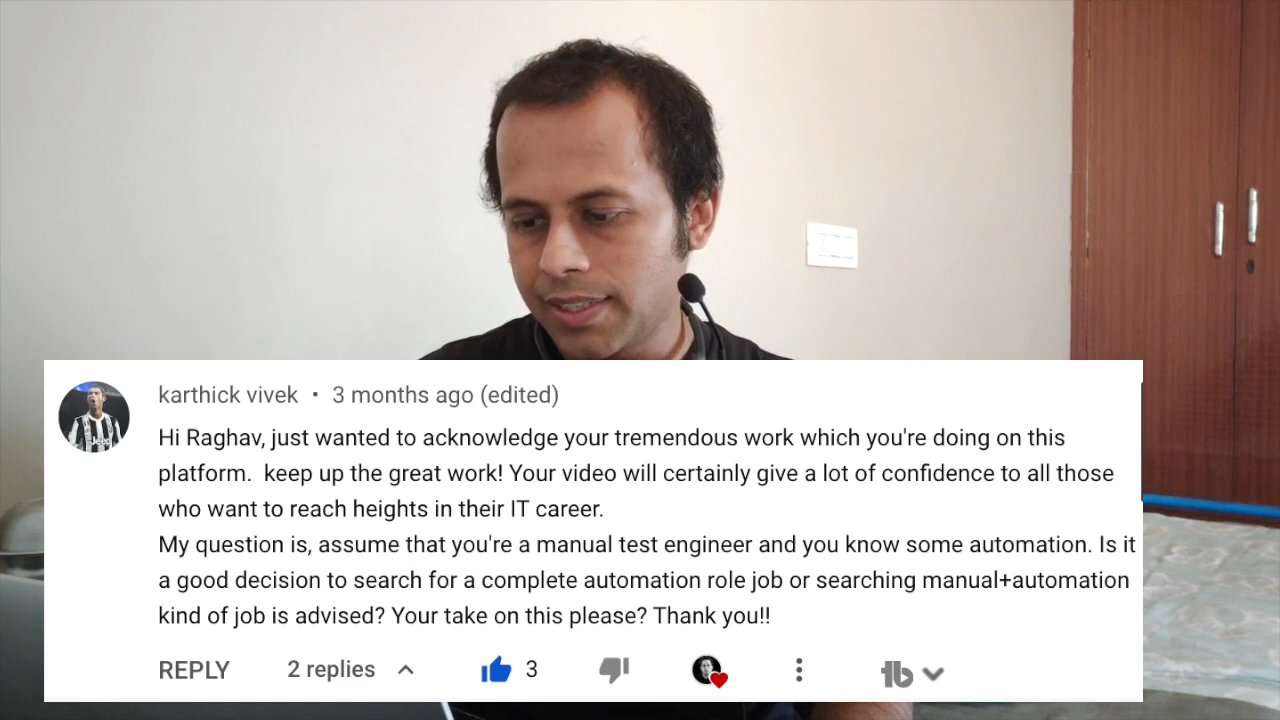 karthick vivek • 3 months ago (edited)
Hi Raghav, just wanted to acknowledge your tremendous work which you're doing on this
platform.  keep up the great work! Your video will certainly give a lot of confidence to all those
who want to reach heights in their IT career.
My question is, assume that you're a manual test engineer and you know some automation. Is it
a good decision to search for a complete automation role job or searching manual+automation
kind of job is advised? Your take on this please? Thank you!!
REPLY 2 replies 3 tb
Jeep